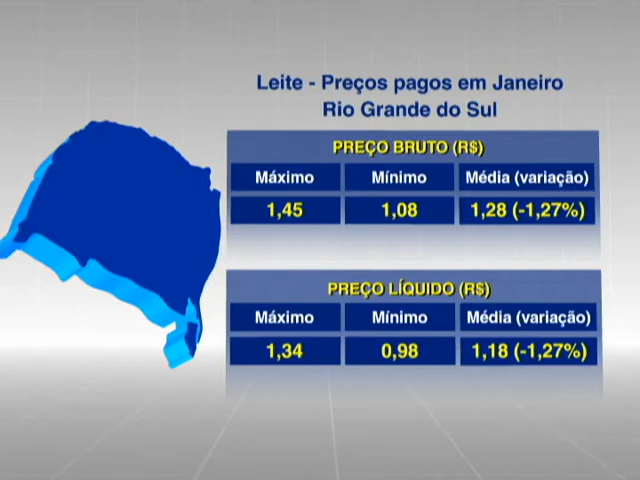 Leite - Preços pagos em Janeiro
Rio Grande do Sul
PREÇO BRUTO (R$)
Máximo Mínimo Média (variação)
1,45 1,08 1,28 (-1,27%)
PREÇO LÍQUIDO (R$)
Máximo Mínimo Média (variação)
1,34 0,98 1,18 (-1,27%)